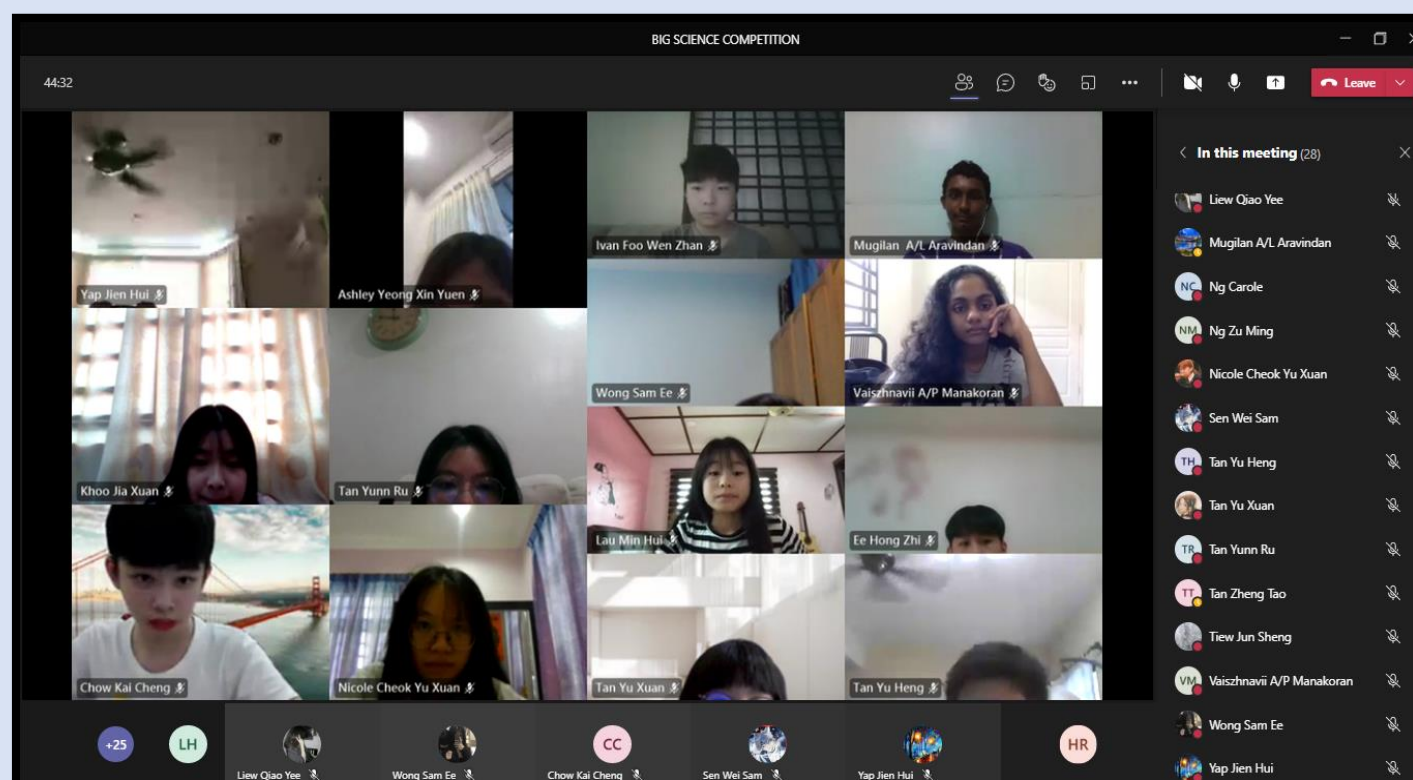 BIG SCIENCE COMPETITION
44:32
Leave
In this meeting (28)
Yap Jien Hui
Ashley Yeong Xin Yuen
Ivan Foo Wen Zhan
Mugilan A/L Aravindan
Wong Sam Ee
Vaiszhnavii A/P Manakoran
Khoo Jia Xuan
Tan Yunn Ru
Lau Min Hui
Ee Hong Zhi
Chow Kai Cheng
Nicole Cheok Yu Xuan
Tan Yu Xuan
Tan Yu Heng
+25
LH
Liew Qiao Yee
Wong Sam Ee
CC
Chow Kai Cheng
Sen Wei Sam
Yap Jien Hui
HR
Liew Qiao Yee
Mugilan A/L Aravindan
NC Ng Carole
NM Ng Zu Ming
Nicole Cheok Yu Xuan
Sen Wei Sam
TH Tan Yu Heng
Tan Yu Xuan
TR Tan Yunn Ru
TT Tan Zheng Tao
Tiew Jun Sheng
VM Vaiszhnavii A/P Manakoran
Wong Sam Ee
Yap Jien Hui